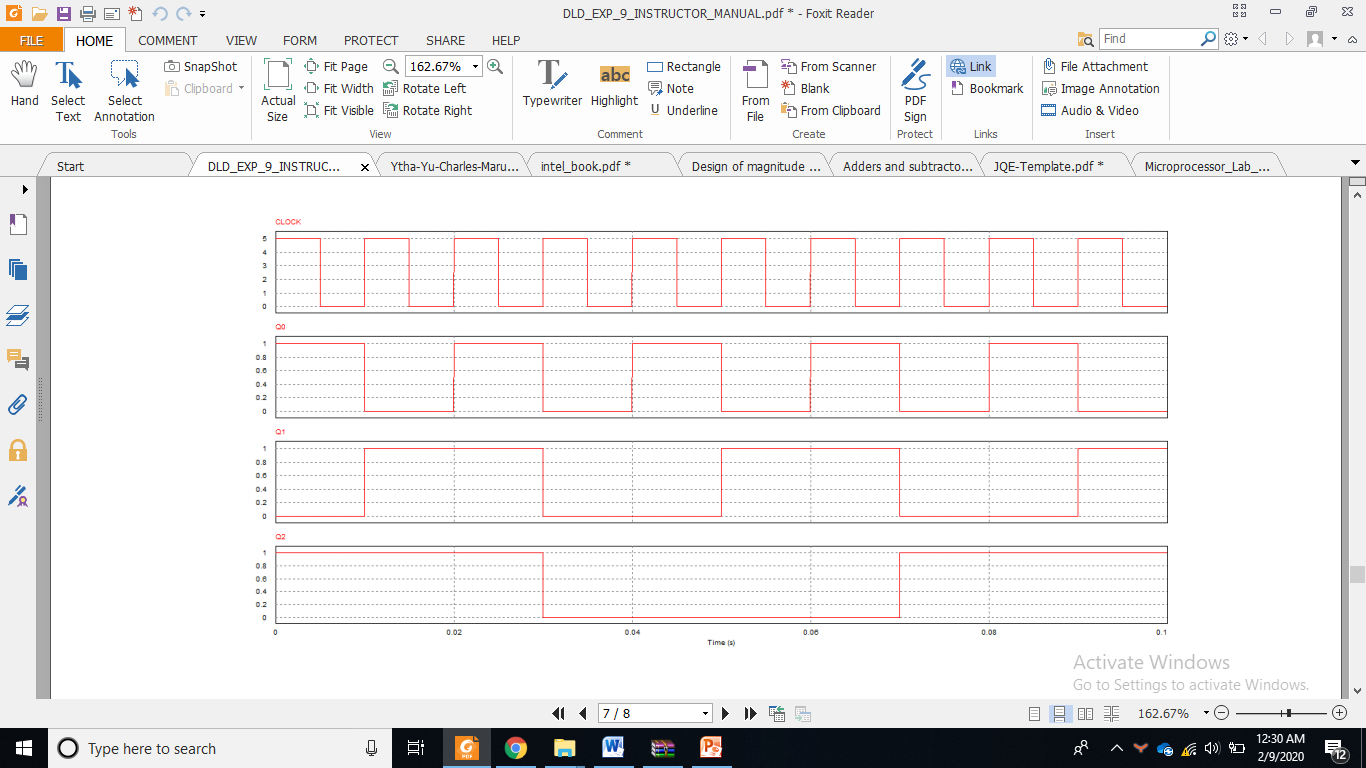 DLD_EXP_9_INSTRUCTOR_MANUAL.pdf * - Foxit Reader
FILE HOME COMMENT VIEW FORM PROTECT SHARE HELP
Find
Hand
Select Text
Select Annotation
SnapShot
Clipboard
Tools
Actual Size
Fit Page
Fit Width
Fit Visible
162.67%
Rotate Left
Rotate Right
View
Typewriter
abc
Highlight
Rectangle
Note
U Underline
Comment
From File
From Scanner
Blank
From Clipboard
Create
PDF Sign
Protect
Link
Bookmark
Links
File Attachment
Image Annotation
Audio & Video
Insert
Start
DLD_EXP_9_INSTRUC...
Ytha-Yu-Charles-Maru...
intel_book.pdf *
Design of magnitude ...
Adders and subtracto...
JQE-Template.pdf *
Microprocessor_Lab_...
CLOCK
5
4
3
2
1
0
Q0
1
0.8
0.6
0.4
0.2
0
Q1
1
0.8
0.6
0.4
0.2
0
Q2
1
0.8
0.6
0.4
0.2
0
0 0.02 0.04 0.06 0.08 0.1
Time (s)
Activate Windows
Go to Settings to activate Windows.
7 / 8
162.67%
Type here to search
12:30 AM
2/9/2020
12